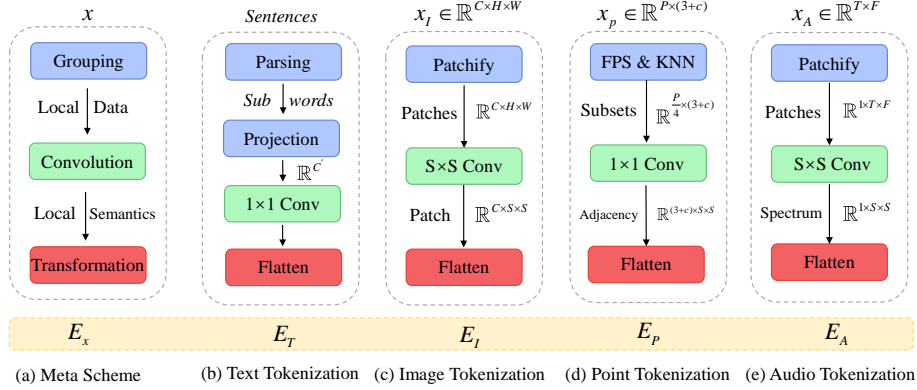 x
Grouping
Local Data
Convolution
Local Semantics
Transformation
E_x
(a) Meta Scheme
Sentences
Parsing
Sub words
Projection
ℝ^{C'}
1×1 Conv
Flatten
E_T
(b) Text Tokenization
x_I ∈ ℝ^{C×H×W}
Patchify
Patches ℝ^{C×H×W}
S×S Conv
Patch ℝ^{C×S×S}
Flatten
E_I
(c) Image Tokenization
x_p ∈ ℝ^{P×(3+c)}
FPS & KNN
Subsets ℝ^{\frac{P}{4}×(3+c)}
1×1 Conv
Adjacency ℝ^{(3+c)×S×S}
Flatten
E_P
(d) Point Tokenization
x_A ∈ ℝ^{T×F}
Patchify
Patches ℝ^{1×T×F}
S×S Conv
Spectrum ℝ^{1×S×S}
Flatten
E_A
(e) Audio Tokenization